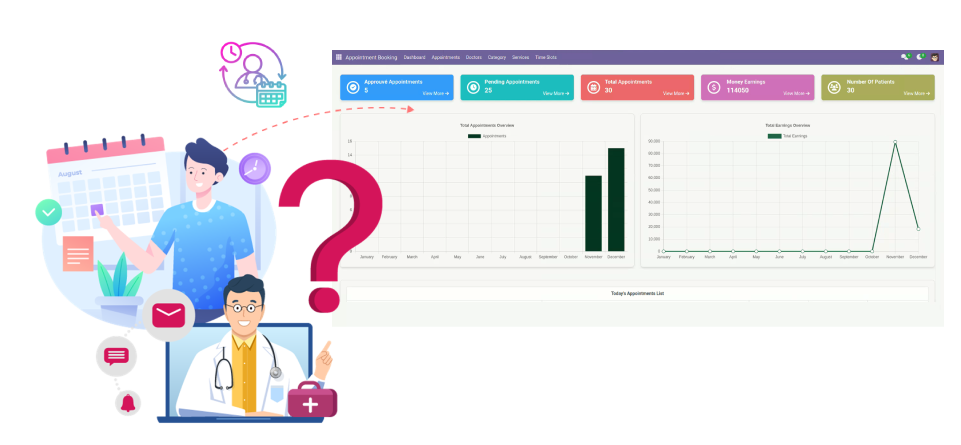 Appointment Booking Dashboard Appointments Doctors Category Services Time Slots
Approuvé Appointments
5
View More →
Pending Appointments
25
View More →
Total Appointments
30
View More →
Money Earnings
114050
View More →
Number Of Patients
30
View More →
Total Appointments Overview
Appointments
16
14
0
January February March April May June July August September October November December
Total Earnings Overview
Total Earnings
90,000
80,000
70,000
60,000
50,000
40,000
30,000
20,000
10,000
0
January February March April May June July August September October November December
Today's Appointments List
August